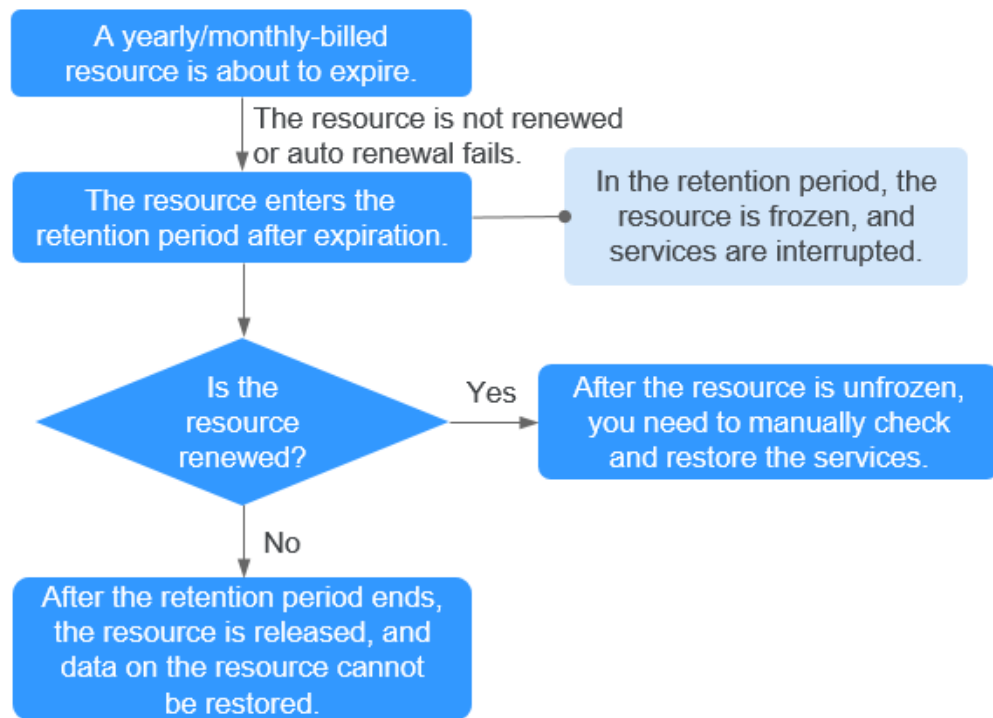 A yearly/monthly-billed
resource is about to expire.
The resource is not renewed
or auto renewal fails.
The resource enters the
retention period after expiration.
In the retention period, the
resource is frozen, and
services are interrupted.
Is the
resource
renewed?
Yes
After the resource is unfrozen,
you need to manually check
and restore the services.
No
After the retention period ends,
the resource is released, and
data on the resource cannot
be restored.